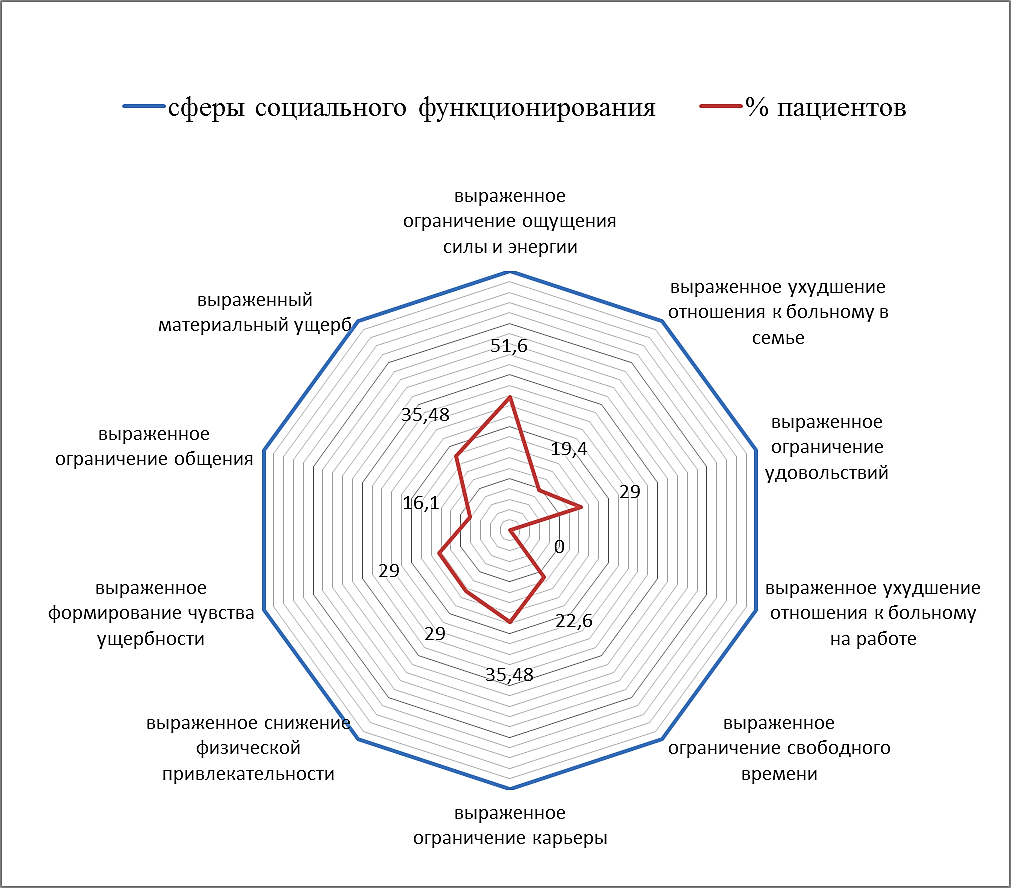 сферы социального функционирования
% пациентов
выраженное
ограничение ощущения
силы и энергии
выраженное ухудшение
отношения к больному в
семье
выраженное
ограничение
удовольствий
выраженное ухудшение
отношения к больному
на работе
выраженное
ограничение свободного
времени
выраженное
ограничение карьеры
выраженное снижение
физической
привлекательности
выраженное
формирование чувства
ущербности
выраженное
ограничение общения
выраженный
материальный ущерб
51,6
19,4
29
0
22,6
35,48
29
29
16,1
35,48